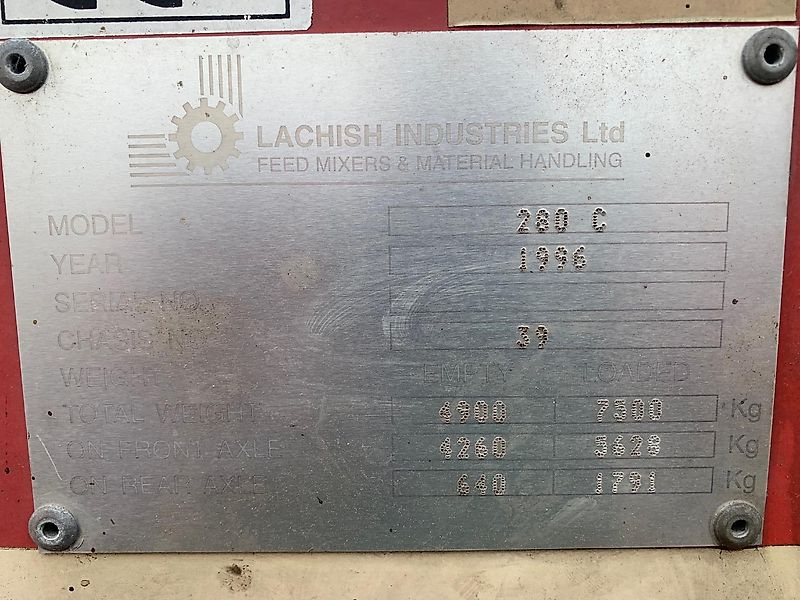 LACHISH INDUSTRIES Ltd
FEED MIXERS & MATERIAL HANDLING
MODEL 280 C
YEAR 1996
SERIAL NO
CHASIS NO 39
WEIGHT EMPTY LOADED
TOTAL WEIGHT 4900 7500 Kg
ON FRONT AXLE 4260 5628 Kg
ON REAR AXLE 640 1791 Kg